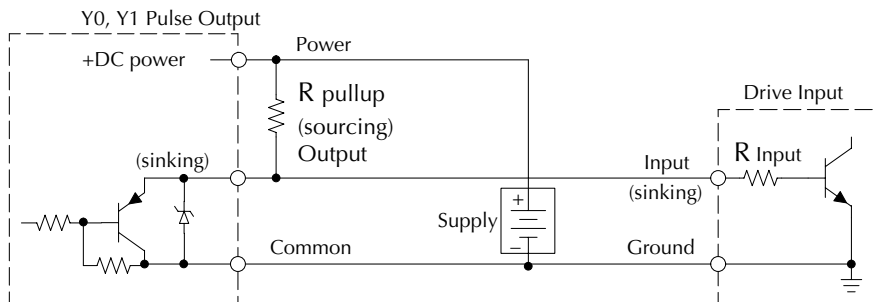 Y0, Y1 Pulse Output
Power
+DC power
R pullup
(sourcing)
Output
Drive Input
(sinking)
Input
(sinking)
R Input
+
Supply
–
Common
Ground